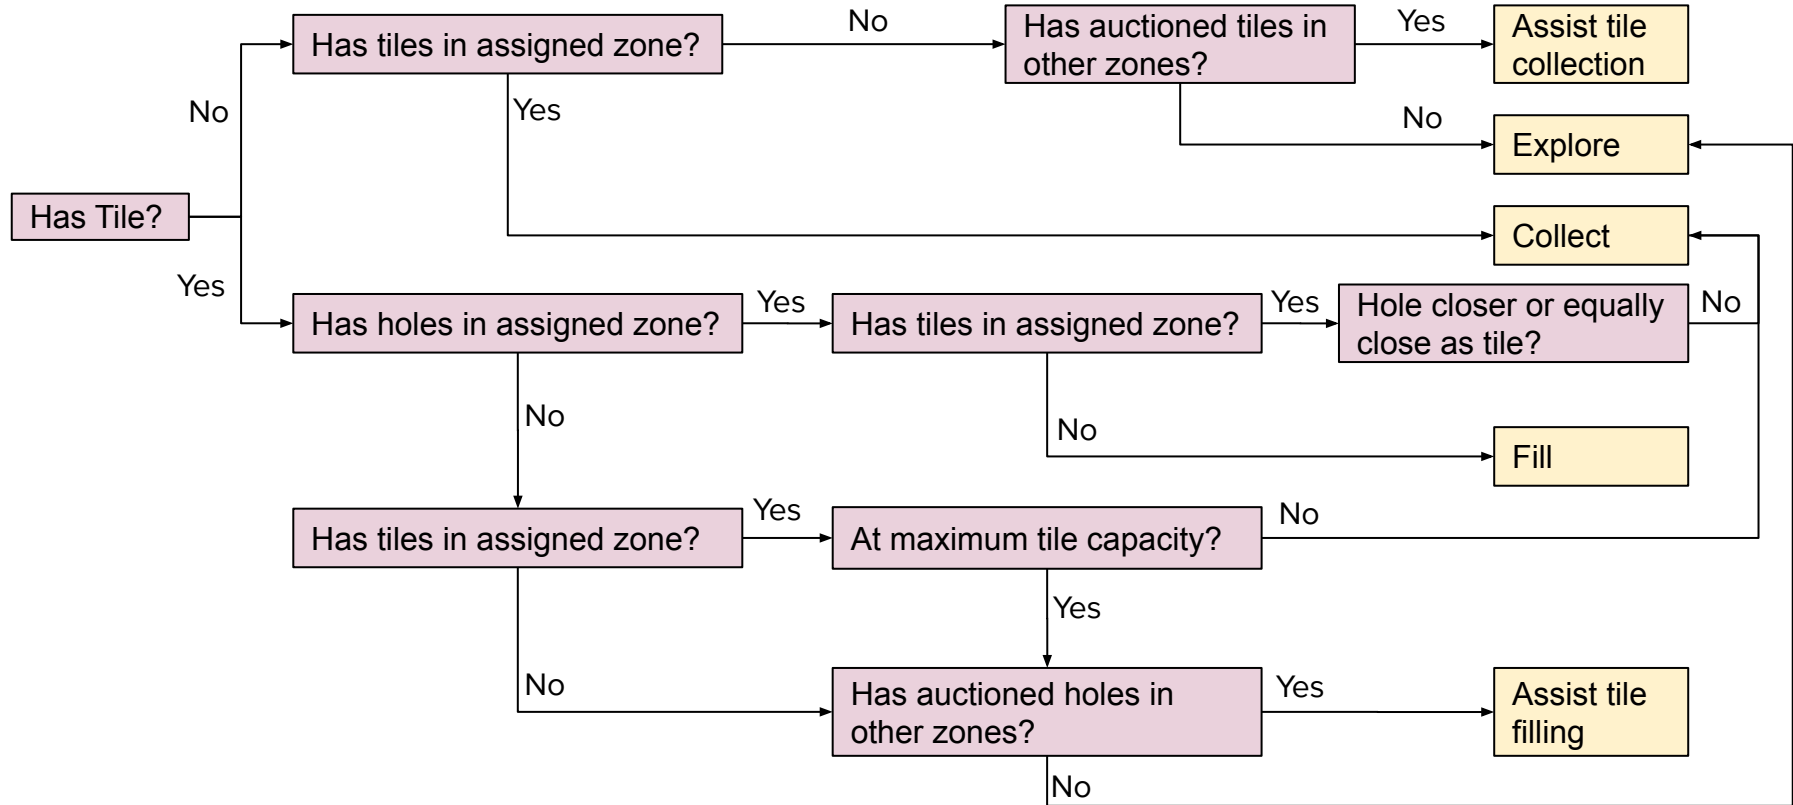 Has tiles in assigned zone?
No
Has auctioned tiles in
other zones?
Yes
Assist tile
collection
No
Yes
No
Explore
Has Tile?
Collect
Yes
Has holes in assigned zone?
Yes
Has tiles in assigned zone?
Yes
Hole closer or equally
close as tile?
No
No
No
Fill
Has tiles in assigned zone?
Yes
At maximum tile capacity?
No
Yes
No
Has auctioned holes in
other zones?
Yes
Assist tile
filling
No